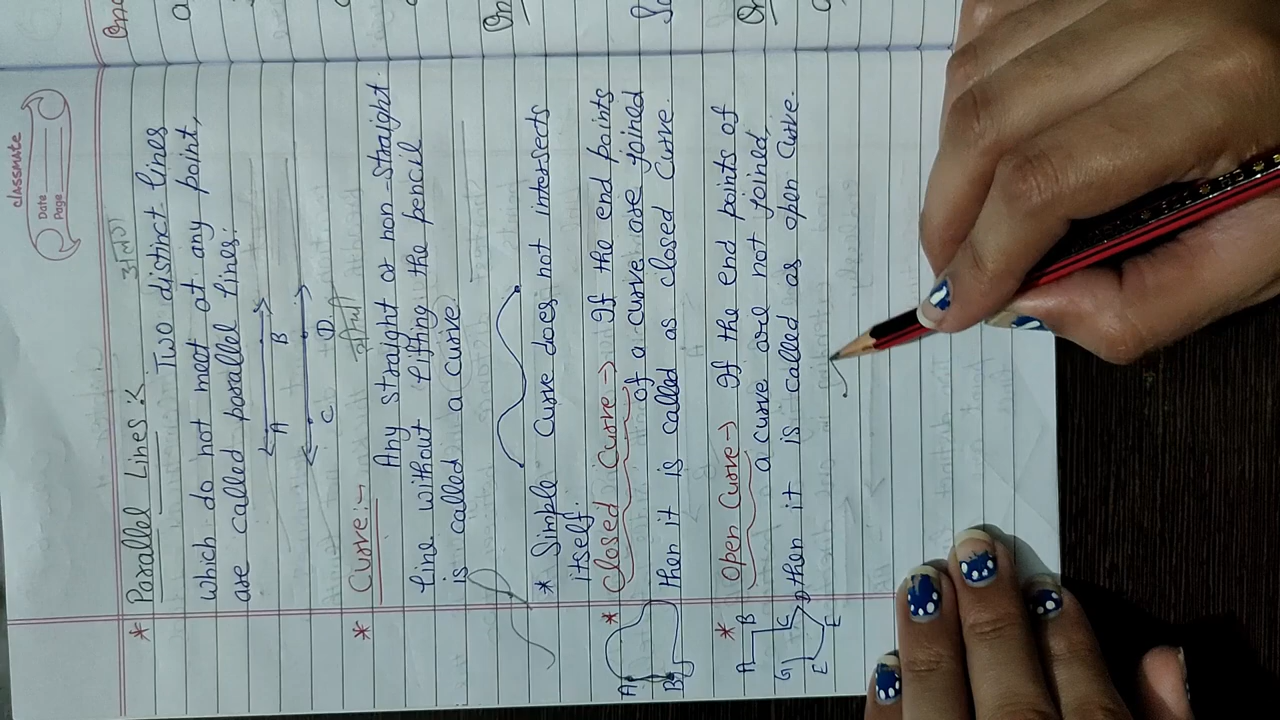 classmate
Date
Page
अलग
* Parallel Lines :-
Two distinct lines
which do not meet at any point,
are called parallel lines.
A B
C D
* Curve :-
Any straight or non-straight
line without lifting the pencil
is called a curve.
* Simple curve does not intersects
itself.
* Closed Curve → If the end points
of a curve are joined
then it is called as closed curve.
A
B
* Open Curve → If the end points of
a curve are not joined,
then it is called as open curve.
A B
G C D
E E